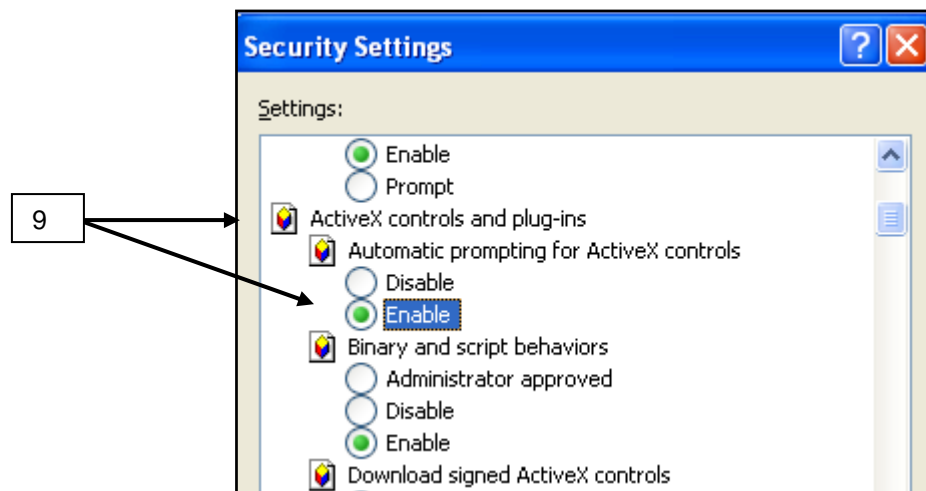 Security Settings
Settings:
Enable
Prompt
9
ActiveX controls and plug-ins
Automatic prompting for ActiveX controls
Disable
Enable
Binary and script behaviors
Administrator approved
Disable
Enable
Download signed ActiveX controls